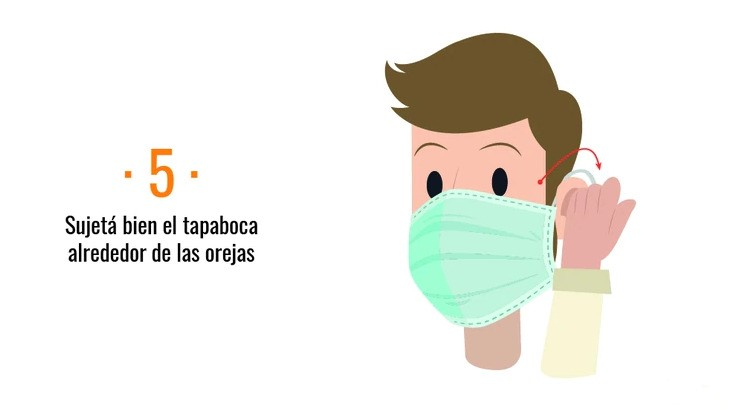 · 5 ·
Sujetá bien el tapaboca
alrededor de las orejas